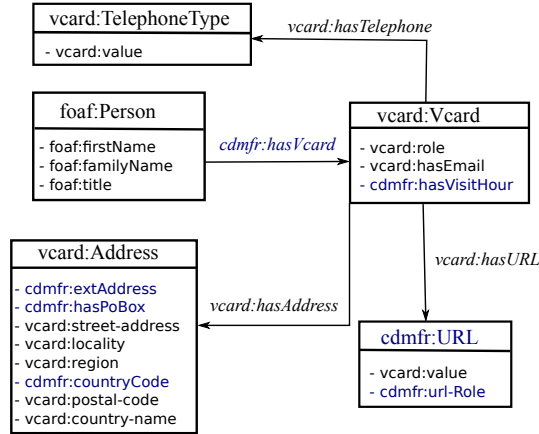 vcard:TelephoneType
- vcard:value
vcard:hasTelephone
foaf:Person
- foaf:firstName
- foaf:familyName
- foaf:title
cdmfr:hasVcard
vcard:Vcard
- vcard:role
- vcard:hasEmail
- cdmfr:hasVisitHour
vcard:Address
- cdmfr:extAddress
- cdmfr:hasPoBox
- vcard:street-address
- vcard:locality
- vcard:region
- cdmfr:countryCode
- vcard:postal-code
- vcard:country-name
vcard:hasAddress
vcard:hasURL
cdmfr:URL
- vcard:value
- cdmfr:url-Role